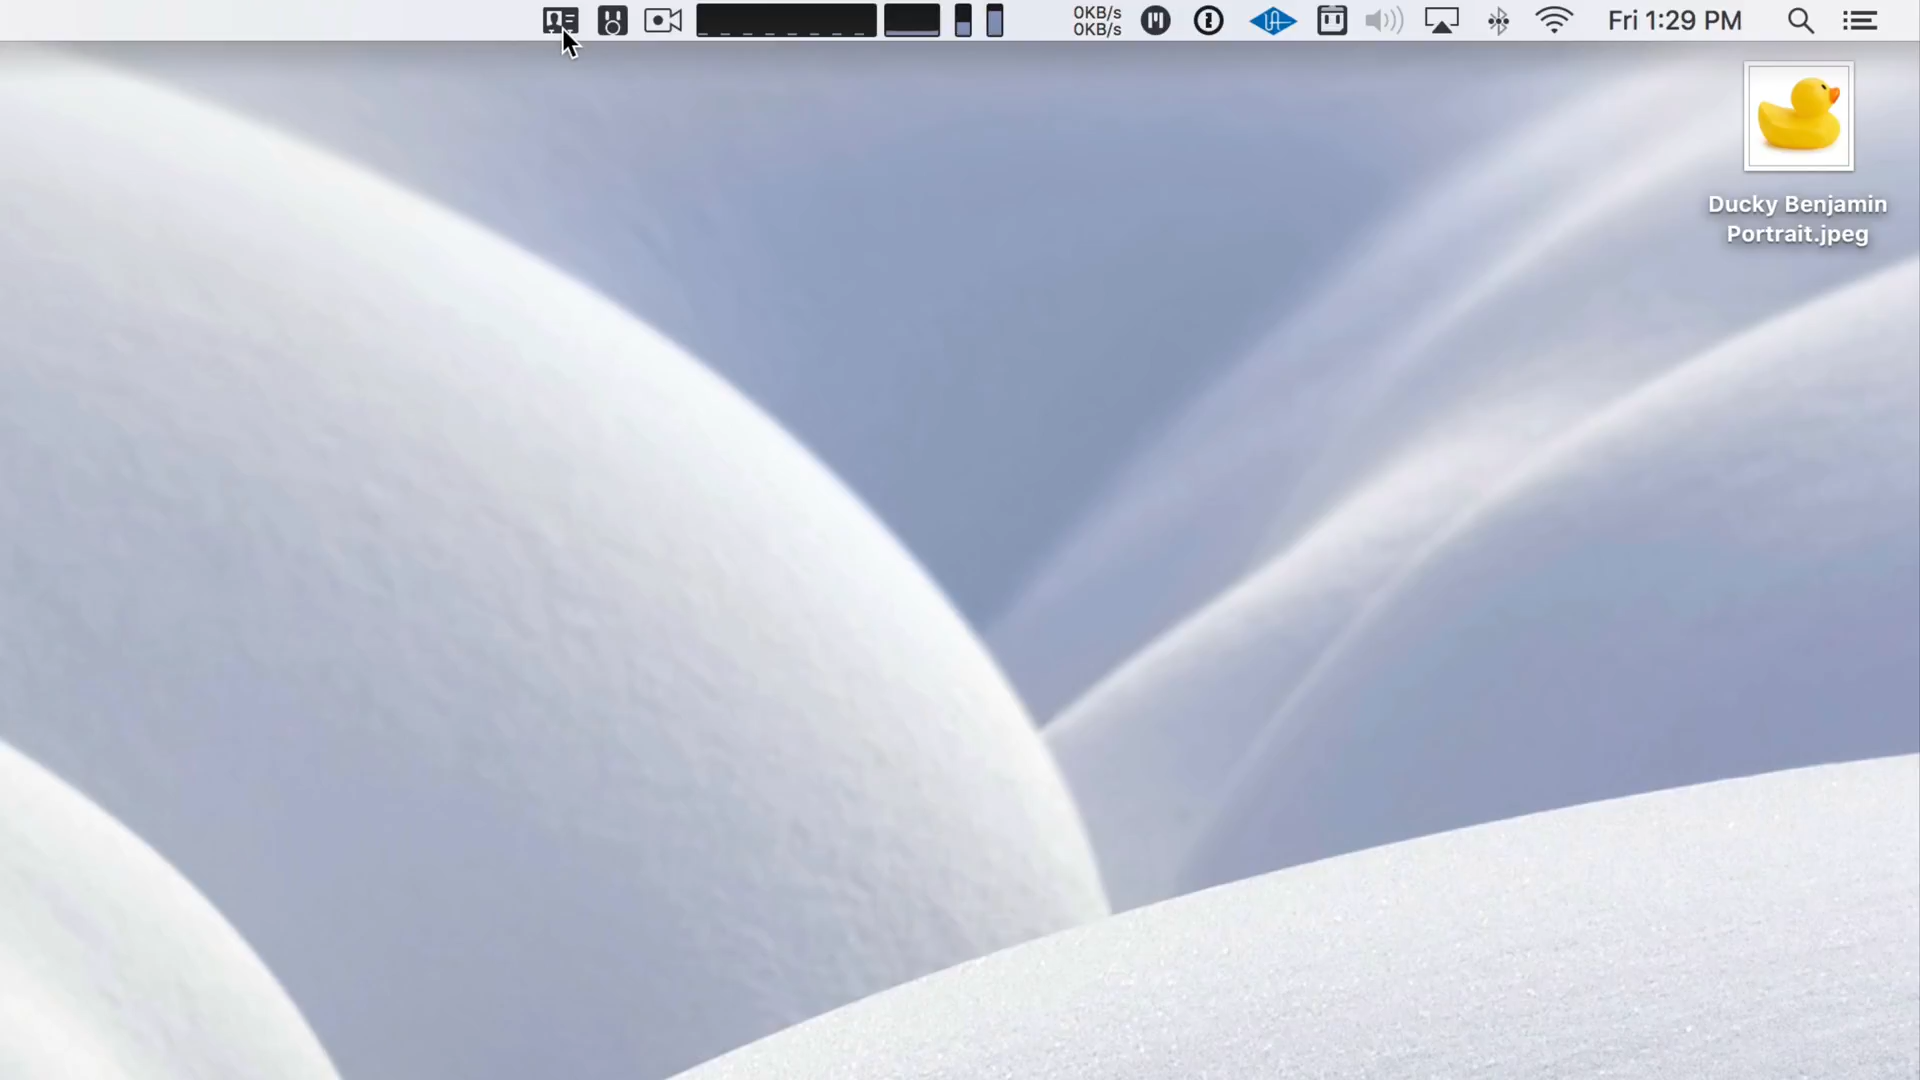 0KB/s
0KB/s
Fri 1:29 PM
Ducky Benjamin
Portrait.jpeg